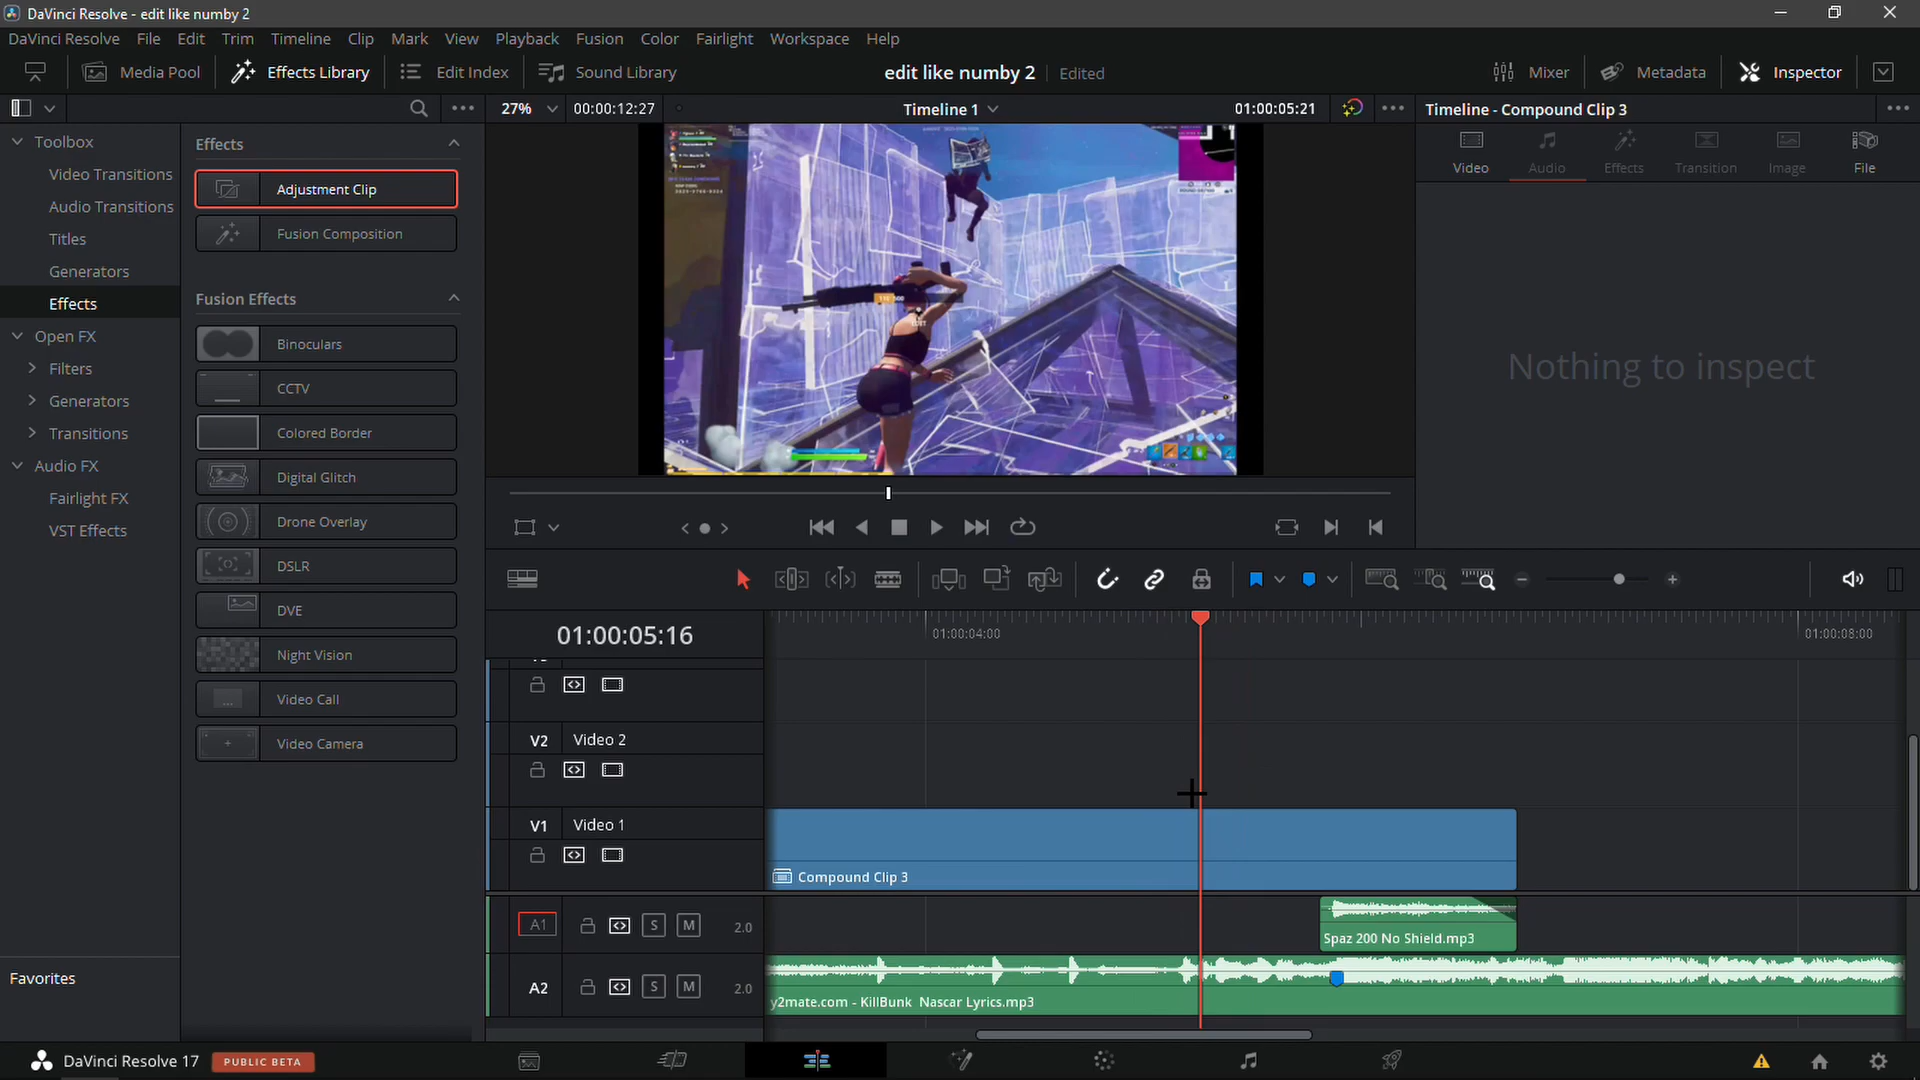 DaVinci Resolve - edit like numby 2
DaVinci Resolve File Edit Trim Timeline Clip Mark View Playback Fusion Color Fairlight Workspace Help
Media Pool Effects Library Edit Index Sound Library edit like numby 2 Edited Mixer Metadata Inspector
27% 00:00:12:27 Timeline 1 01:00:05:21 Timeline - Compound Clip 3
Toolbox
Video Transitions
Audio Transitions
Titles
Generators
Effects
Open FX
Filters
Generators
Transitions
Audio FX
Fairlight FX
VST Effects
Favorites
Effects
Adjustment Clip
Fusion Composition
Fusion Effects
Binoculars
CCTV
Colored Border
Digital Glitch
Drone Overlay
DSLR
DVE
Night Vision
Video Call
Video Camera
Video Audio Effects Transition Image File
Nothing to inspect
01:00:05:16
01:00:04:00 01:00:08:00
V2 Video 2
V1 Video 1
Compound Clip 3
A1 S M 2.0
Spaz 200 No Shield.mp3
A2 S M 2.0
y2mate.com - KillBunk Nascar Lyrics.mp3
DaVinci Resolve 17 PUBLIC BETA